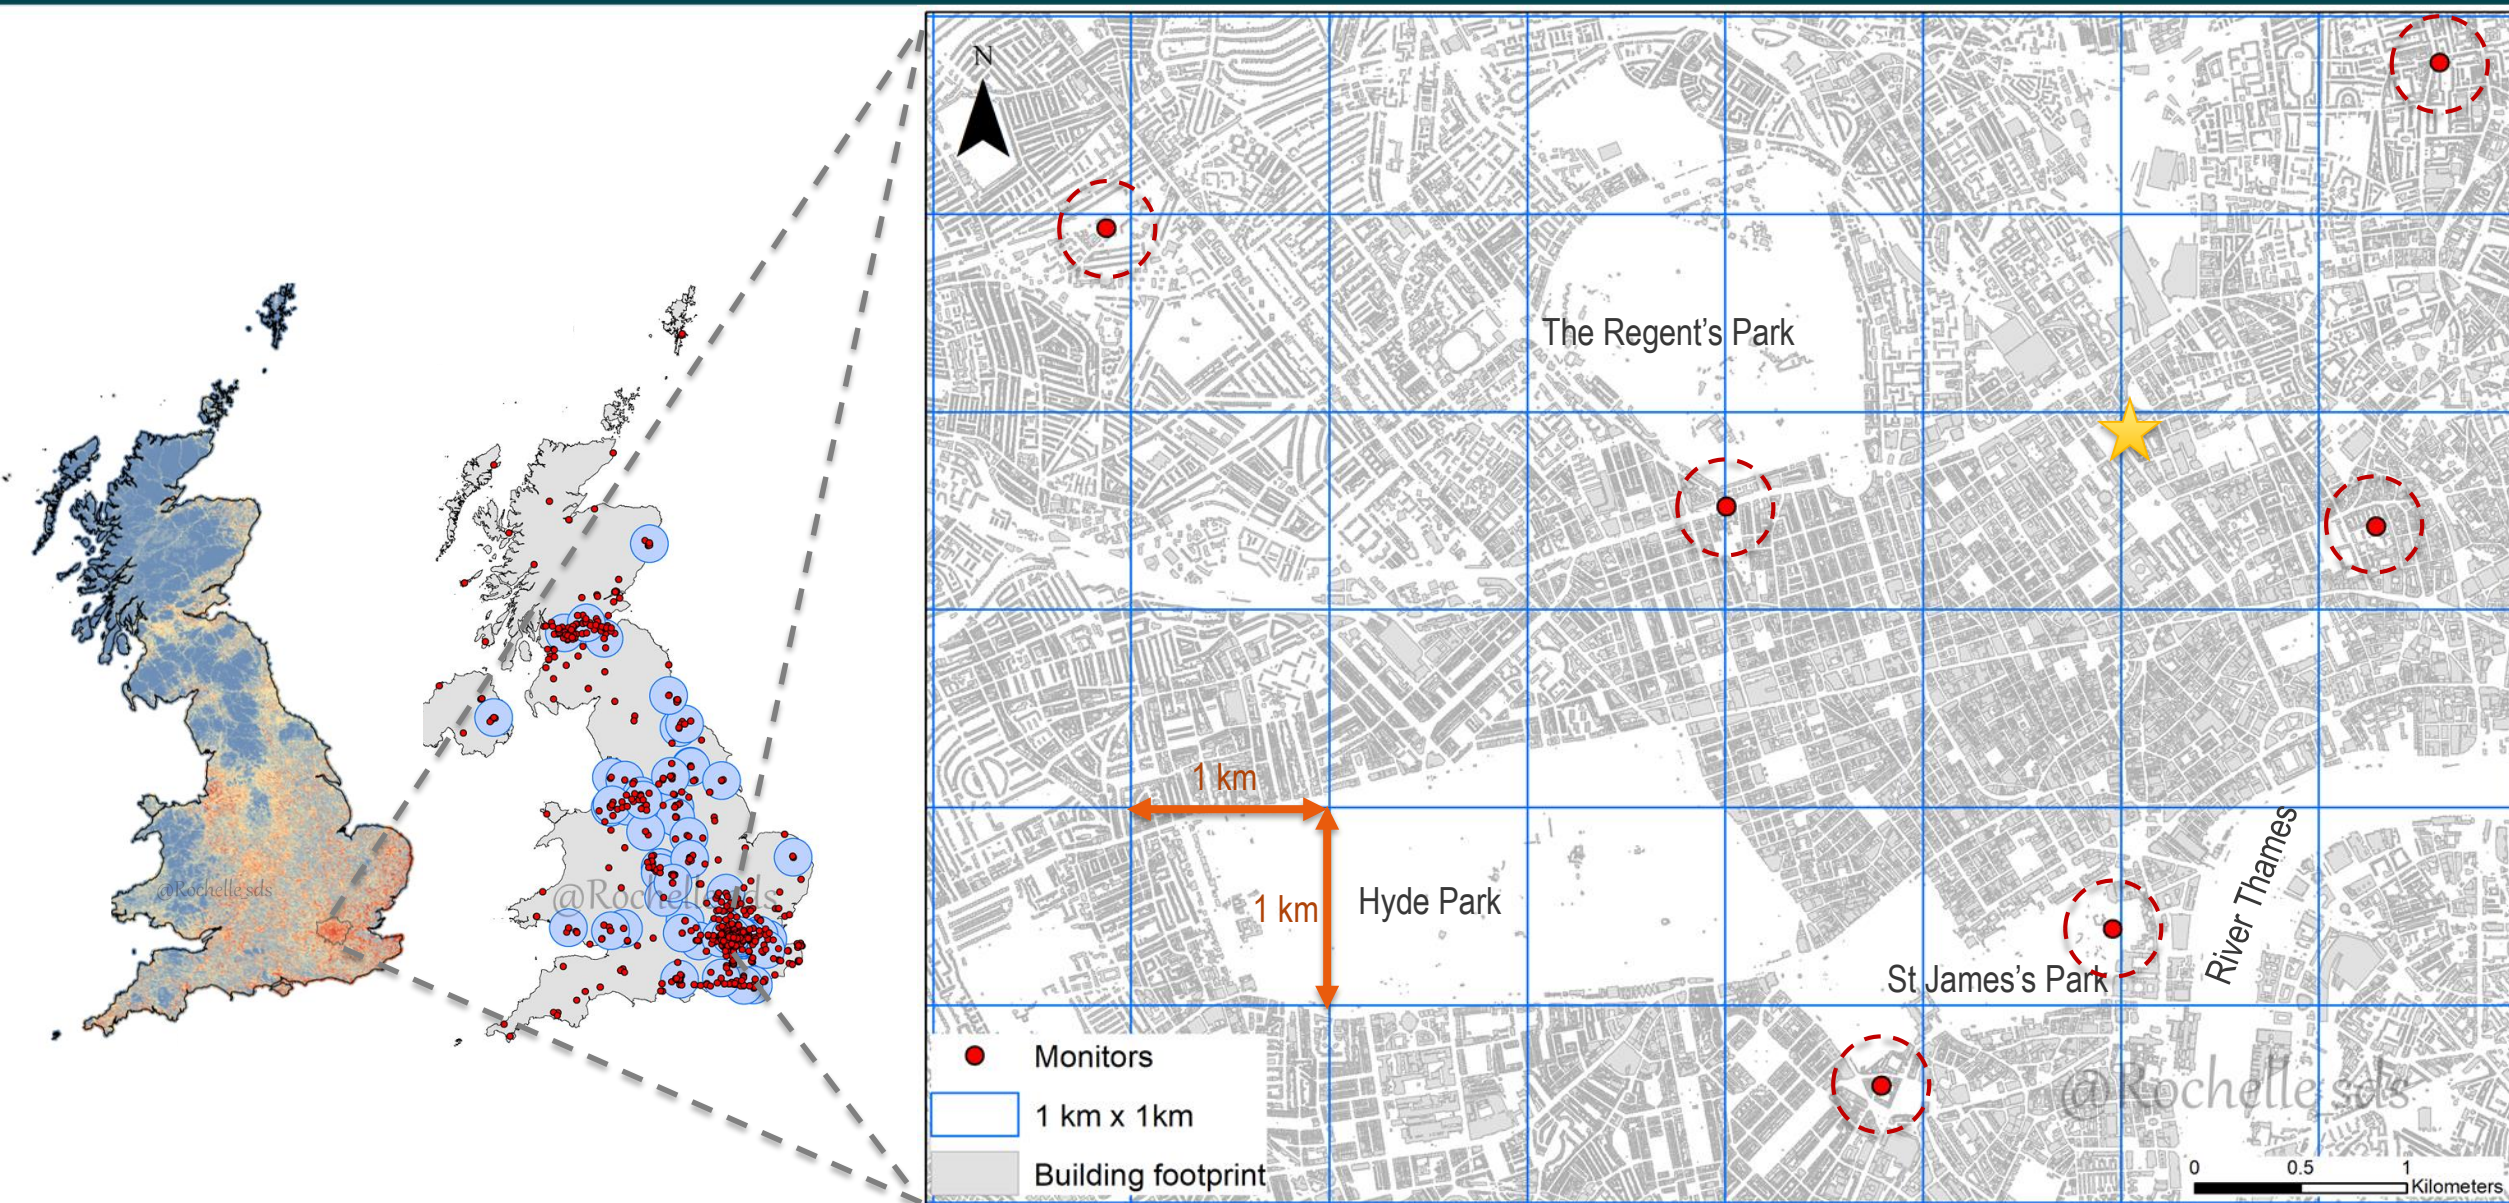 N
The Regent's Park
1 km
1 km
Hyde Park
St James's Park
River Thames
@Rochelle sds
@Rochelle sds
@Rochelle sds
Monitors
1 km x 1km
Building footprint
0 0.5 1
Kilometers